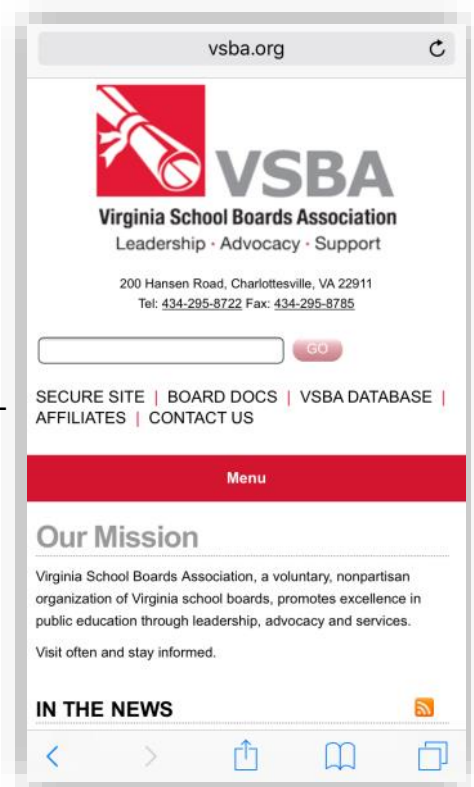 vsba.org
VSBA
Virginia School Boards Association
Leadership · Advocacy · Support
200 Hansen Road, Charlottesville, VA 22911
Tel: 434-295-8722 Fax: 434-295-8785
GO
SECURE SITE | BOARD DOCS | VSBA DATABASE |
AFFILIATES | CONTACT US
Menu
Our Mission
Virginia School Boards Association, a voluntary, nonpartisan
organization of Virginia school boards, promotes excellence in
public education through leadership, advocacy and services.
Visit often and stay informed.
IN THE NEWS